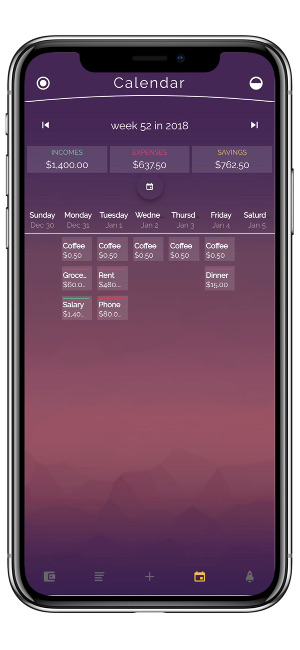 Calendar
week 52 in 2018
INCOMES EXPENSES SAVINGS
$1,400.00 $637.50 $762.50
Sunday Monday Tuesday Wedne Thursd Friday Saturd
Dec 30 Dec 31 Jan 1 Jan 2 Jan 3 Jan 4 Jan 5
Coffee Coffee Coffee Coffee Coffee
$0.50 $0.50 $0.50 $0.50 $0.50
Groce... Rent Dinner
$60.0... $480... $15.00
Salary Phone
$1,40... $80.0...